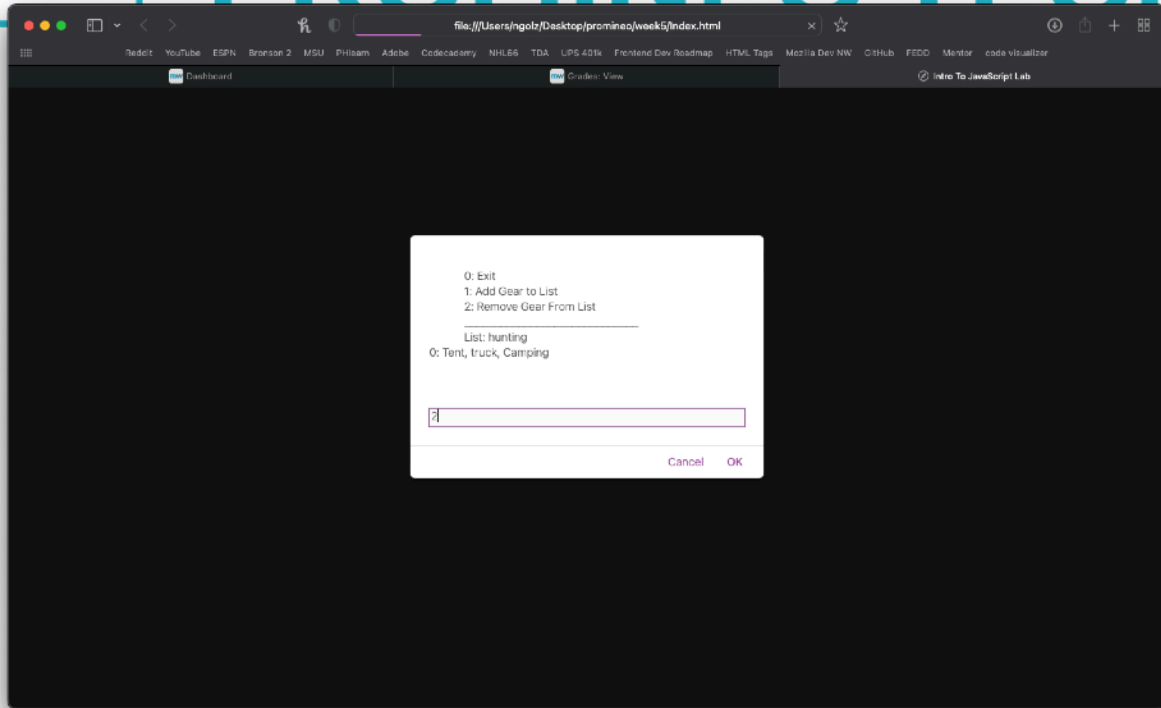 file:///Users/ngolz/Desktop/promineo/week5/Index.html
Reddit YouTube ESPN Bronson 2 MSU PHlearn Adobe Codecademy NHL66 TDA UPS 401k Frontend Dev Roadmap HTML Tags Mozilla Dev NW GitHub FEDD Mentor code visualizer
Dashboard Grades: View Intro To JavaScript Lab
0: Exit
1: Add Gear to List
2: Remove Gear From List
List: hunting
0: Tent, truck, Camping
2
Cancel OK